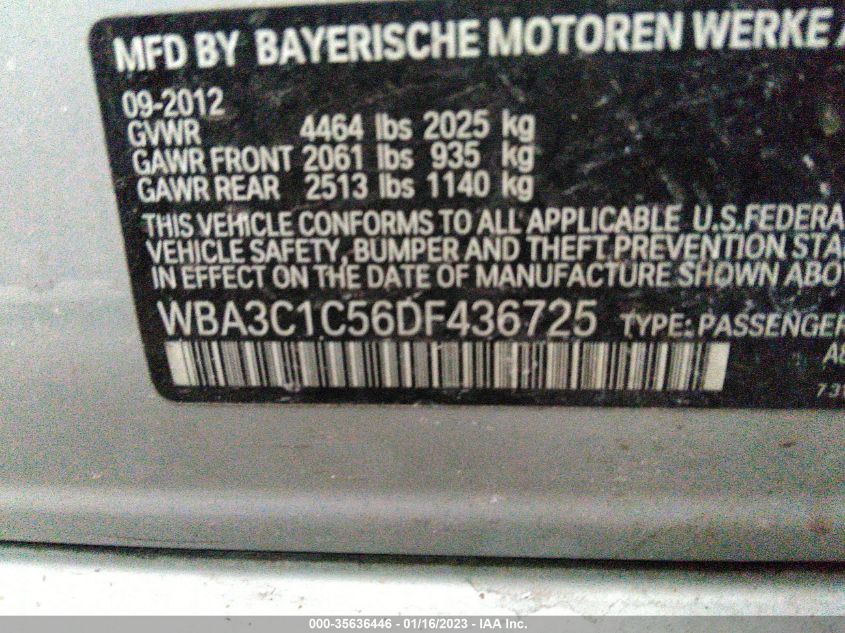 MFD BY BAYERISCHE MOTOREN WERKE
09-2012
GVWR 4464 lbs 2025 kg
GAWR FRONT 2061 lbs 935 kg
GAWR REAR 2513 lbs 1140 kg
THIS VEHICLE CONFORMS TO ALL APPLICABLE U.S.FEDERA
VEHICLE SAFETY, BUMPER AND THEFT PREVENTION STA
IN EFFECT ON THE DATE OF MANUFACTURE SHOWN ABO
WBA3C1C56DF436725 TYPE: PASSENGER
000-35636446 - 01/16/2023 - IAA Inc.